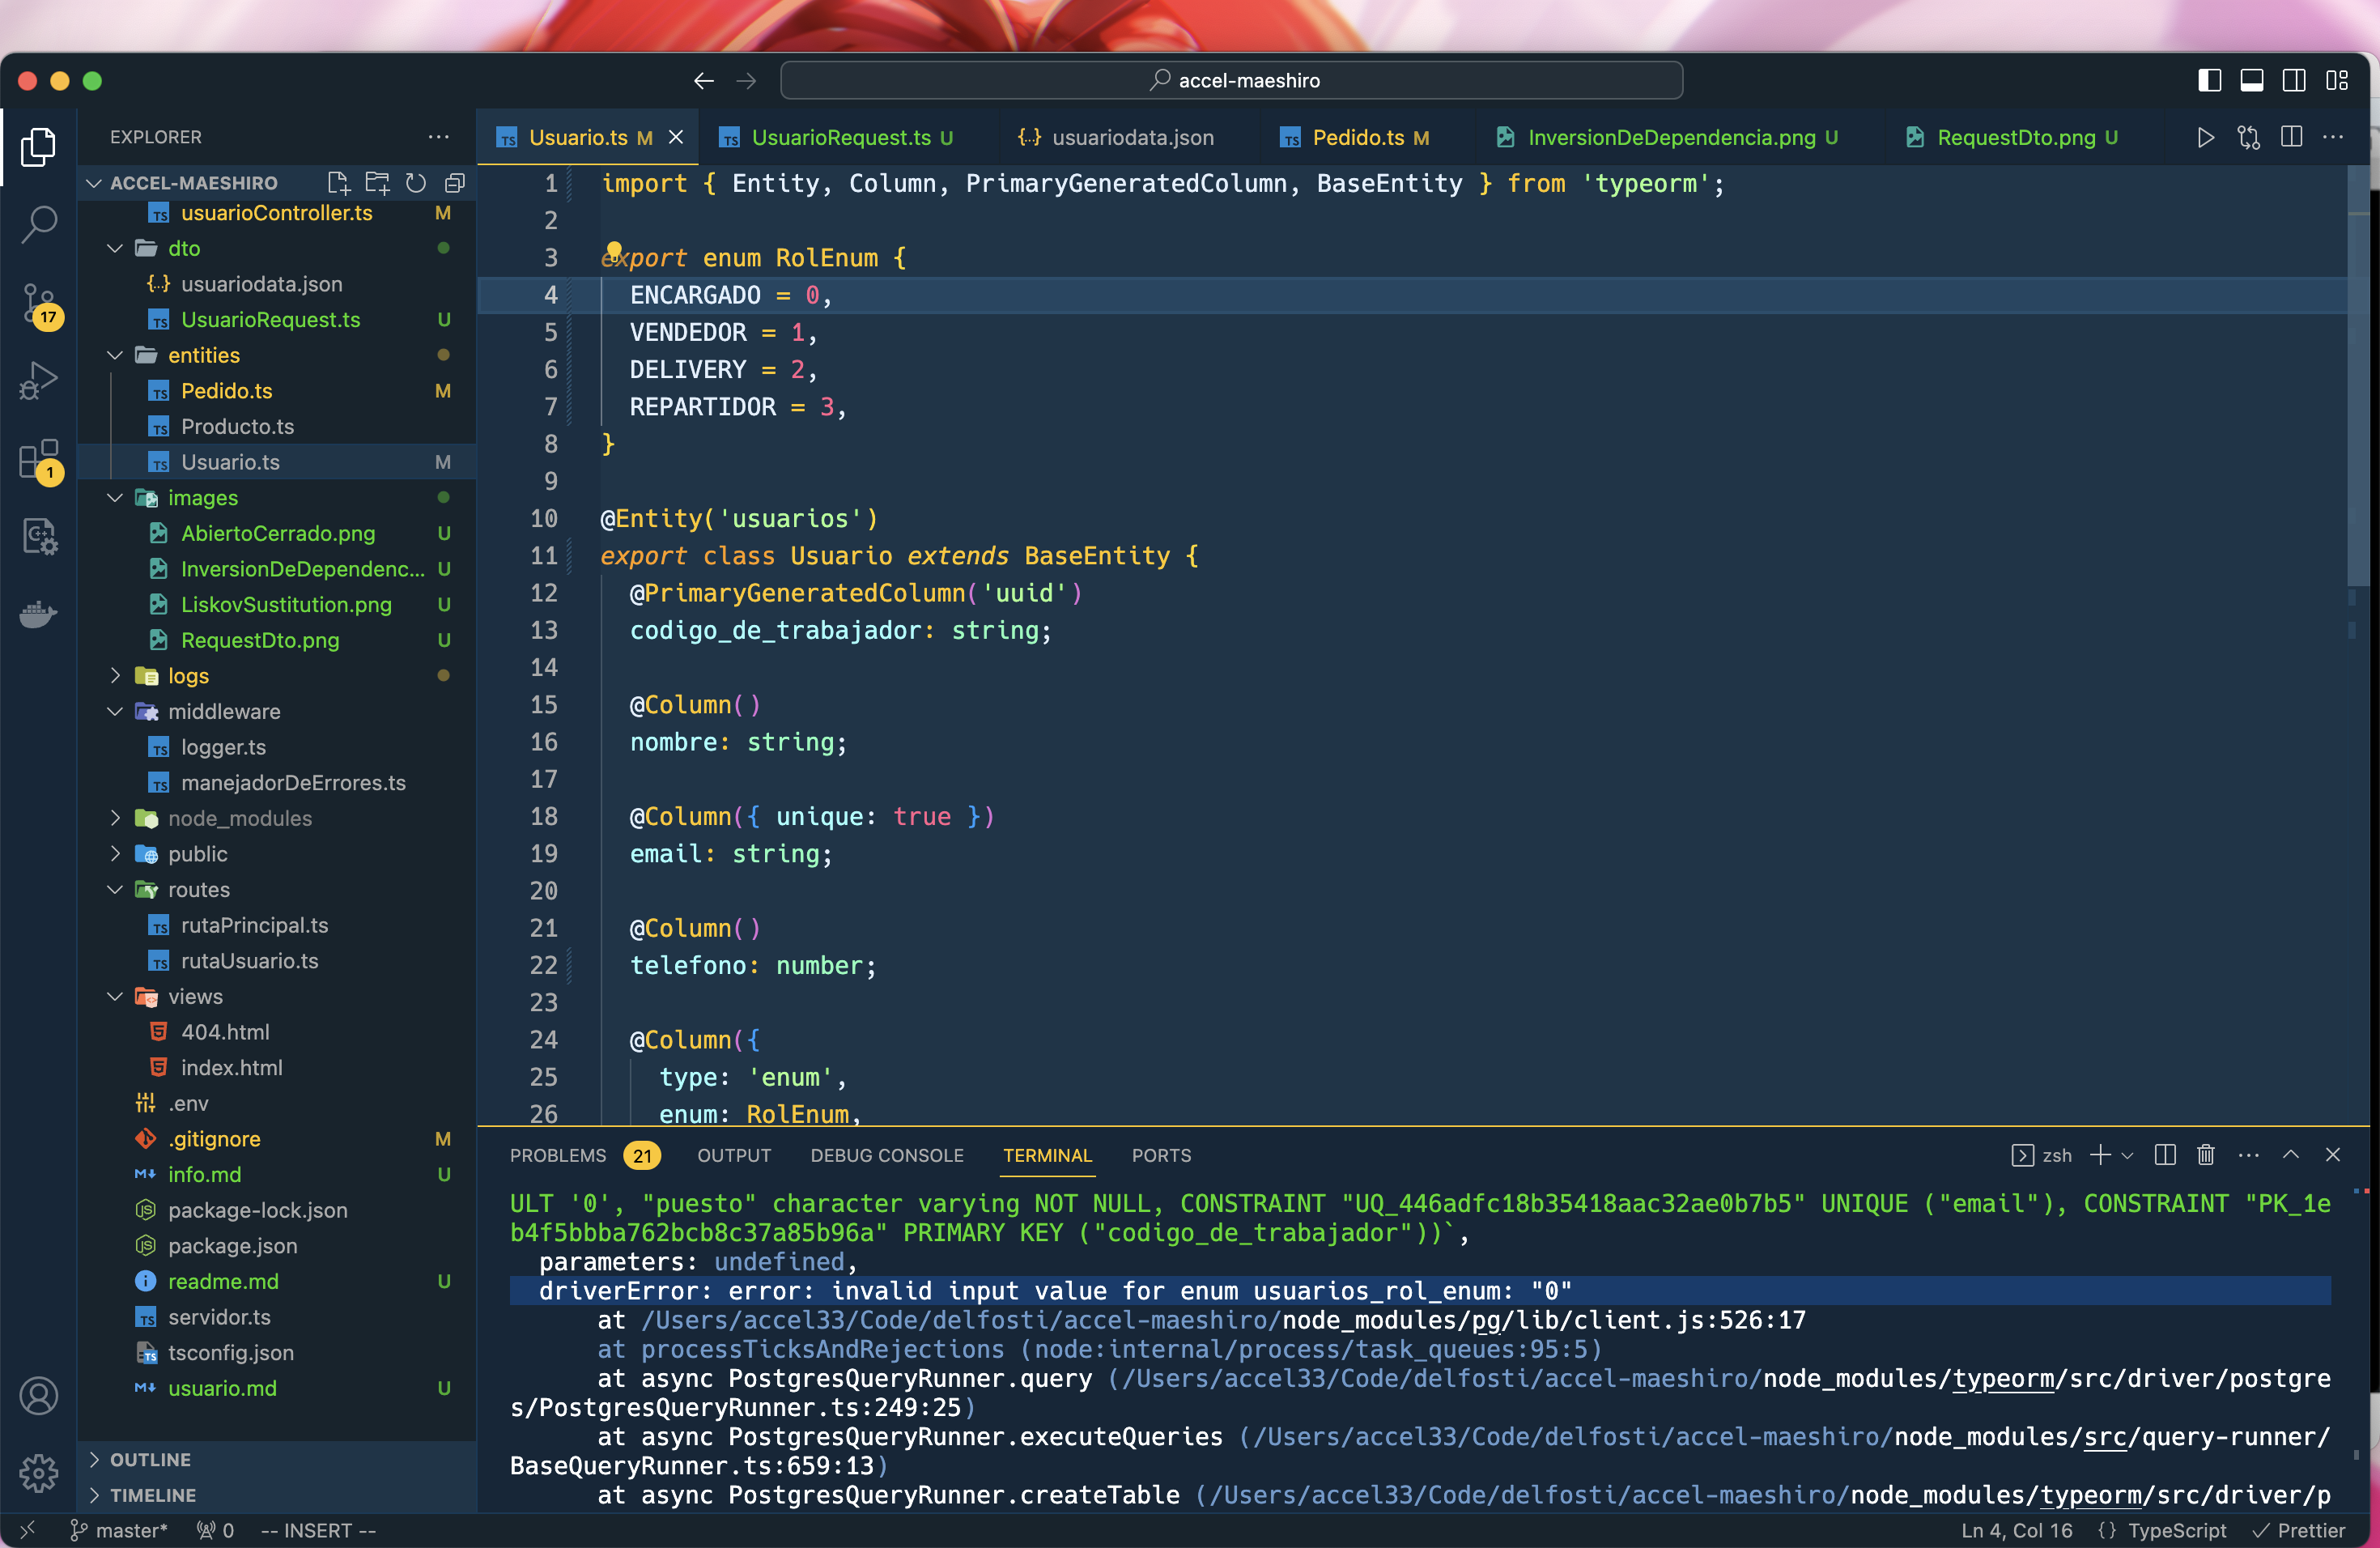 accel-maeshiro
EXPLORER
ACCEL-MAESHIRO
usuarioController.ts M
dto
usuariodata.json
UsuarioRequest.ts U
entities
Pedido.ts M
Producto.ts
Usuario.ts M
images
AbiertoCerrado.png U
InversionDeDependenc... U
LiskovSustitution.png U
RequestDto.png U
logs
middleware
logger.ts
manejadorDeErrores.ts
node_modules
public
routes
rutaPrincipal.ts
rutaUsuario.ts
views
404.html
index.html
.env
.gitignore M
info.md U
package-lock.json
package.json
readme.md U
servidor.ts
tsconfig.json
usuario.md U
OUTLINE
TIMELINE
17
1
Usuario.ts M
UsuarioRequest.ts U
usuariodata.json
Pedido.ts M
InversionDeDependencia.png U
RequestDto.png U
1 import { Entity, Column, PrimaryGeneratedColumn, BaseEntity } from 'typeorm';
2
3 export enum RolEnum {
4 ENCARGADO = 0,
5 VENDEDOR = 1,
6 DELIVERY = 2,
7 REPARTIDOR = 3,
8 }
9
10 @Entity('usuarios')
11 export class Usuario extends BaseEntity {
12 @PrimaryGeneratedColumn('uuid')
13 codigo_de_trabajador: string;
14
15 @Column()
16 nombre: string;
17
18 @Column({ unique: true })
19 email: string;
20
21 @Column()
22 telefono: number;
23
24 @Column({
25 type: 'enum',
26 enum: RolEnum,
PROBLEMS 21 OUTPUT DEBUG CONSOLE TERMINAL PORTS zsh
ULT '0', "puesto" character varying NOT NULL, CONSTRAINT "UQ_446adfc18b35418aac32ae0b7b5" UNIQUE ("email"), CONSTRAINT "PK_1e
b4f5bbba762bcb8c37a85b96a" PRIMARY KEY ("codigo_de_trabajador"))`,
parameters: undefined,
driverError: error: invalid input value for enum usuarios_rol_enum: "0"
at /Users/accel33/Code/delfosti/accel-maeshiro/node_modules/pg/lib/client.js:526:17
at processTicksAndRejections (node:internal/process/task_queues:95:5)
at async PostgresQueryRunner.query (/Users/accel33/Code/delfosti/accel-maeshiro/node_modules/typeorm/src/driver/postgre
s/PostgresQueryRunner.ts:249:25)
at async PostgresQueryRunner.executeQueries (/Users/accel33/Code/delfosti/accel-maeshiro/node_modules/src/query-runner/
BaseQueryRunner.ts:659:13)
at async PostgresQueryRunner.createTable (/Users/accel33/Code/delfosti/accel-maeshiro/node_modules/typeorm/src/driver/p
master* 0 -- INSERT -- Ln 4, Col 16 {} TypeScript Prettier